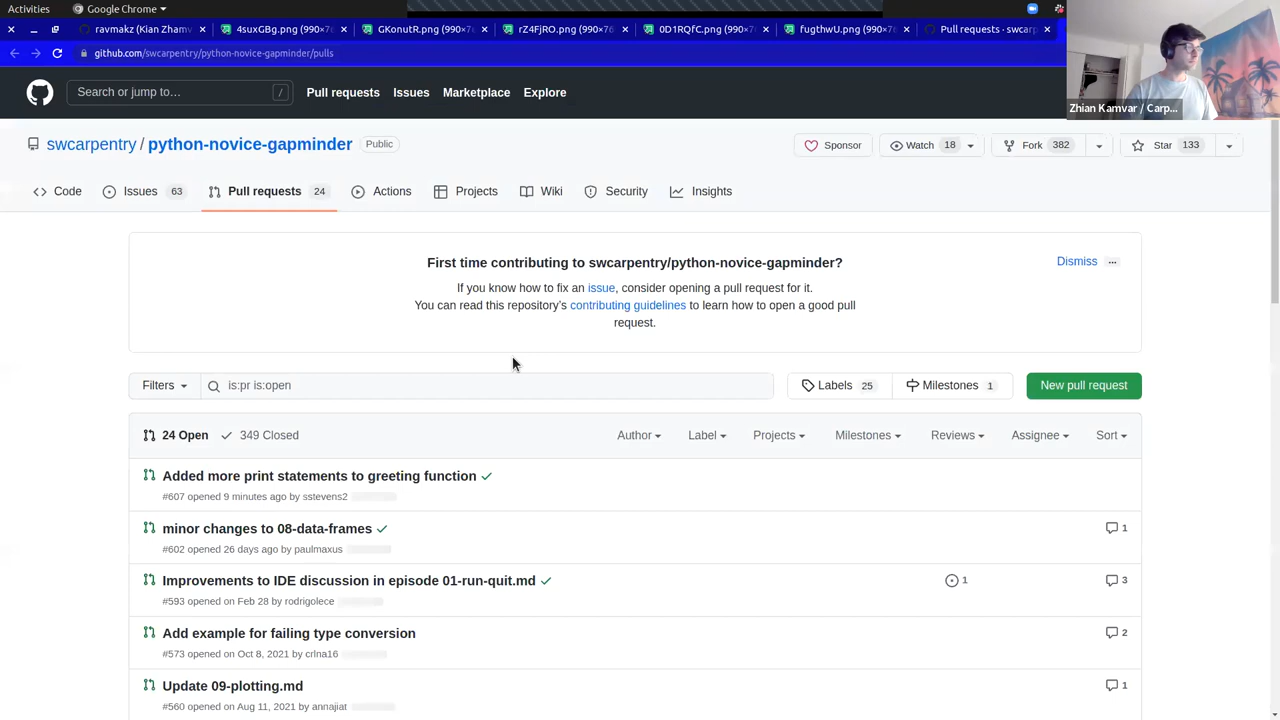 Activities
Google Chrome
ravmakz (Kian Zhamv
4suxGBg.png (990×76
GKonutR.png (990×76
rZ4FjRO.png (990×76
0D1RQfC.png (990×76
fugthwU.png (990×76
Pull requests · swcarp
github.com/swcarpentry/python-novice-gapminder/pulls
Zhian Kamvar / Carp...
Search or jump to…
/
Pull requests
Issues
Marketplace
Explore
swcarpentry / python-novice-gapminder
Public
Sponsor
Watch 18
Fork 382
Star 133
Code
Issues 63
Pull requests 24
Actions
Projects
Wiki
Security
Insights
First time contributing to swcarpentry/python-novice-gapminder?
Dismiss ...
If you know how to fix an issue, consider opening a pull request for it.
You can read this repository's contributing guidelines to learn how to open a good pull
request.
Filters
is:pr is:open
Labels 25
Milestones 1
New pull request
24 Open
349 Closed
Author
Label
Projects
Milestones
Reviews
Assignee
Sort
Added more print statements to greeting function
#607 opened 9 minutes ago by sstevens2
minor changes to 08-data-frames
1
#602 opened 26 days ago by paulmaxus
Improvements to IDE discussion in episode 01-run-quit.md
1
3
#593 opened on Feb 28 by rodrigolece
Add example for failing type conversion
2
#573 opened on Oct 8, 2021 by crlna16
Update 09-plotting.md
1
#560 opened on Aug 11, 2021 by annajiat